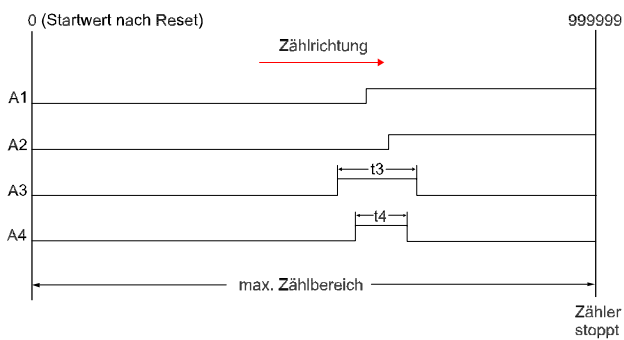 0 (Startwert nach Reset)
999999
Zählrichtung
A1
A2
t3
A3
t4
A4
max. Zählbereich
Zähler
stoppt